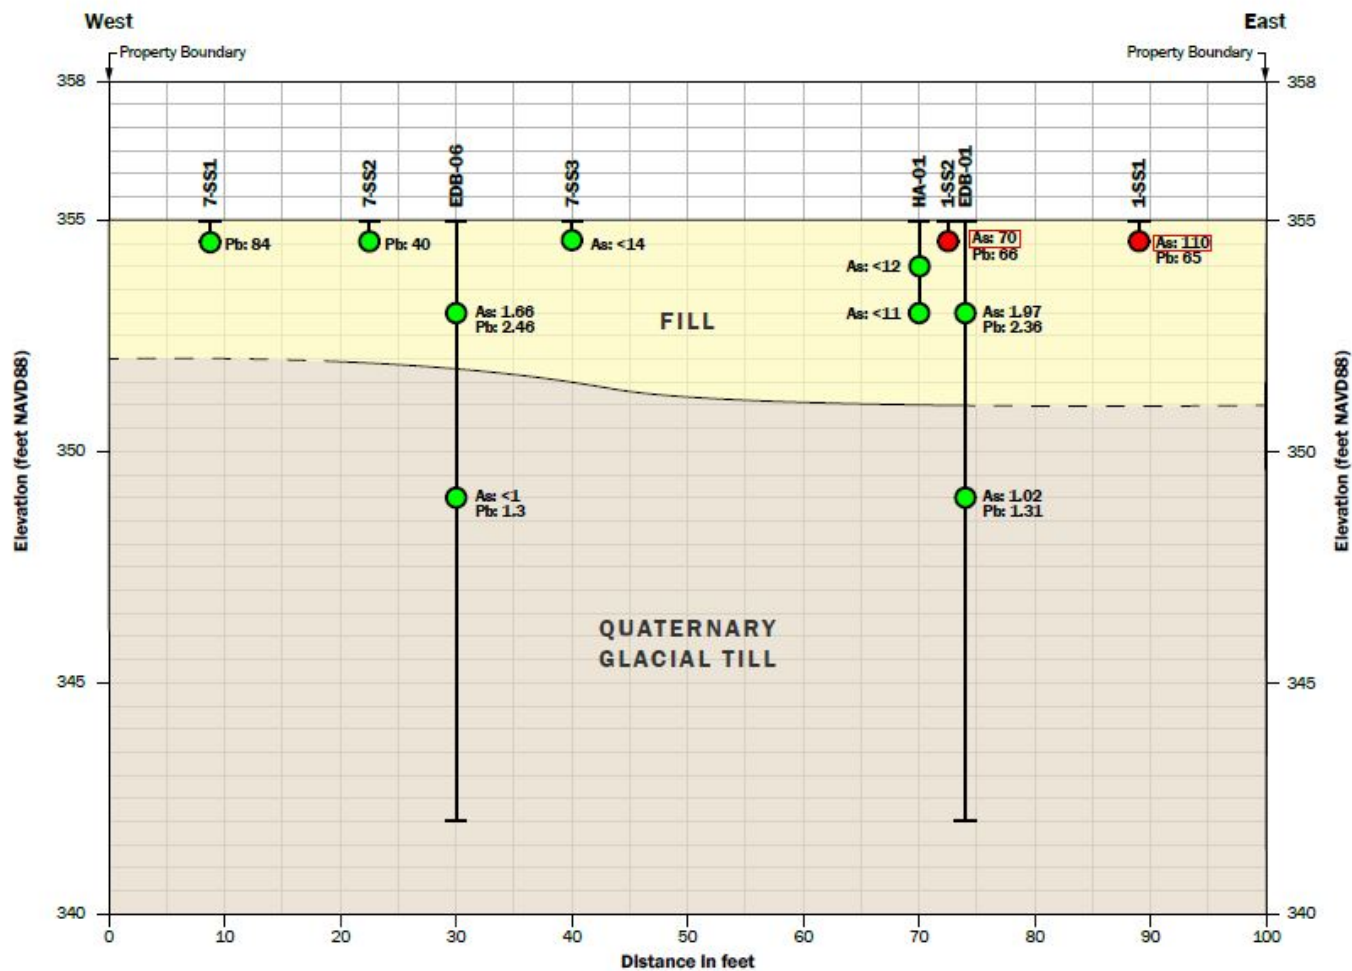 West
East
Property Boundary
Property Boundary
358
358
7-SS1
7-SS2
EDB-06
7-SS3
HA-01
1-SS2
EDB-01
1-SS1
355
355
Pb: 84
Pb: 40
As: <14
As: 70
Pb: 66
As: 110
Pb: 65
As: <12
As: <11
As: 1.66
Pb: 2.46
FILL
As: 1.97
Pb: 2.36
Elevation (feet NAVD88)
Elevation (feet NAVD88)
350
350
As: <1
Pb: 1.3
As: 1.02
Pb: 1.31
QUATERNARY
GLACIAL TILL
345
345
340
340
0 10 20 30 40 50 60 70 80 90 100
Distance in feet